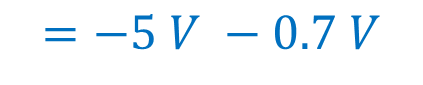 = −5 V − 0.7 V